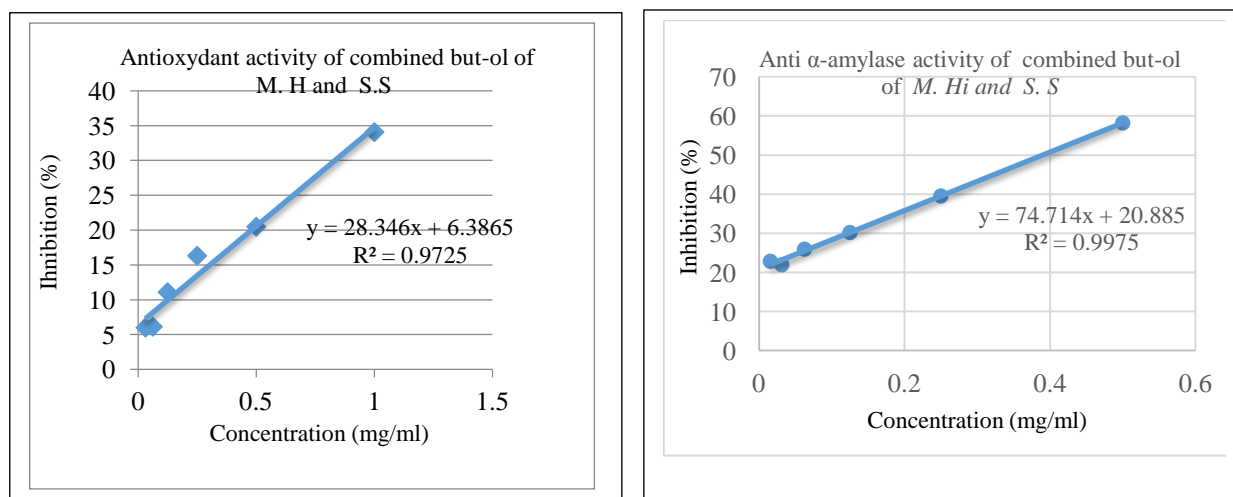 Antioxydant activity of combined but-ol of
M. H and S.S
40
35
30
25
20
15
10
5
0
Ihnibition (%)
y = 28.346x + 6.3865
R² = 0.9725
0 0.5 1 1.5
Concentration (mg/ml)
Anti α-amylase activity of combined but-ol
of M. Hi and S. S
70
60
50
40
30
20
10
0
Inhibition (%)
y = 74.714x + 20.885
R² = 0.9975
0 0.2 0.4 0.6
Concentration (mg/ml)